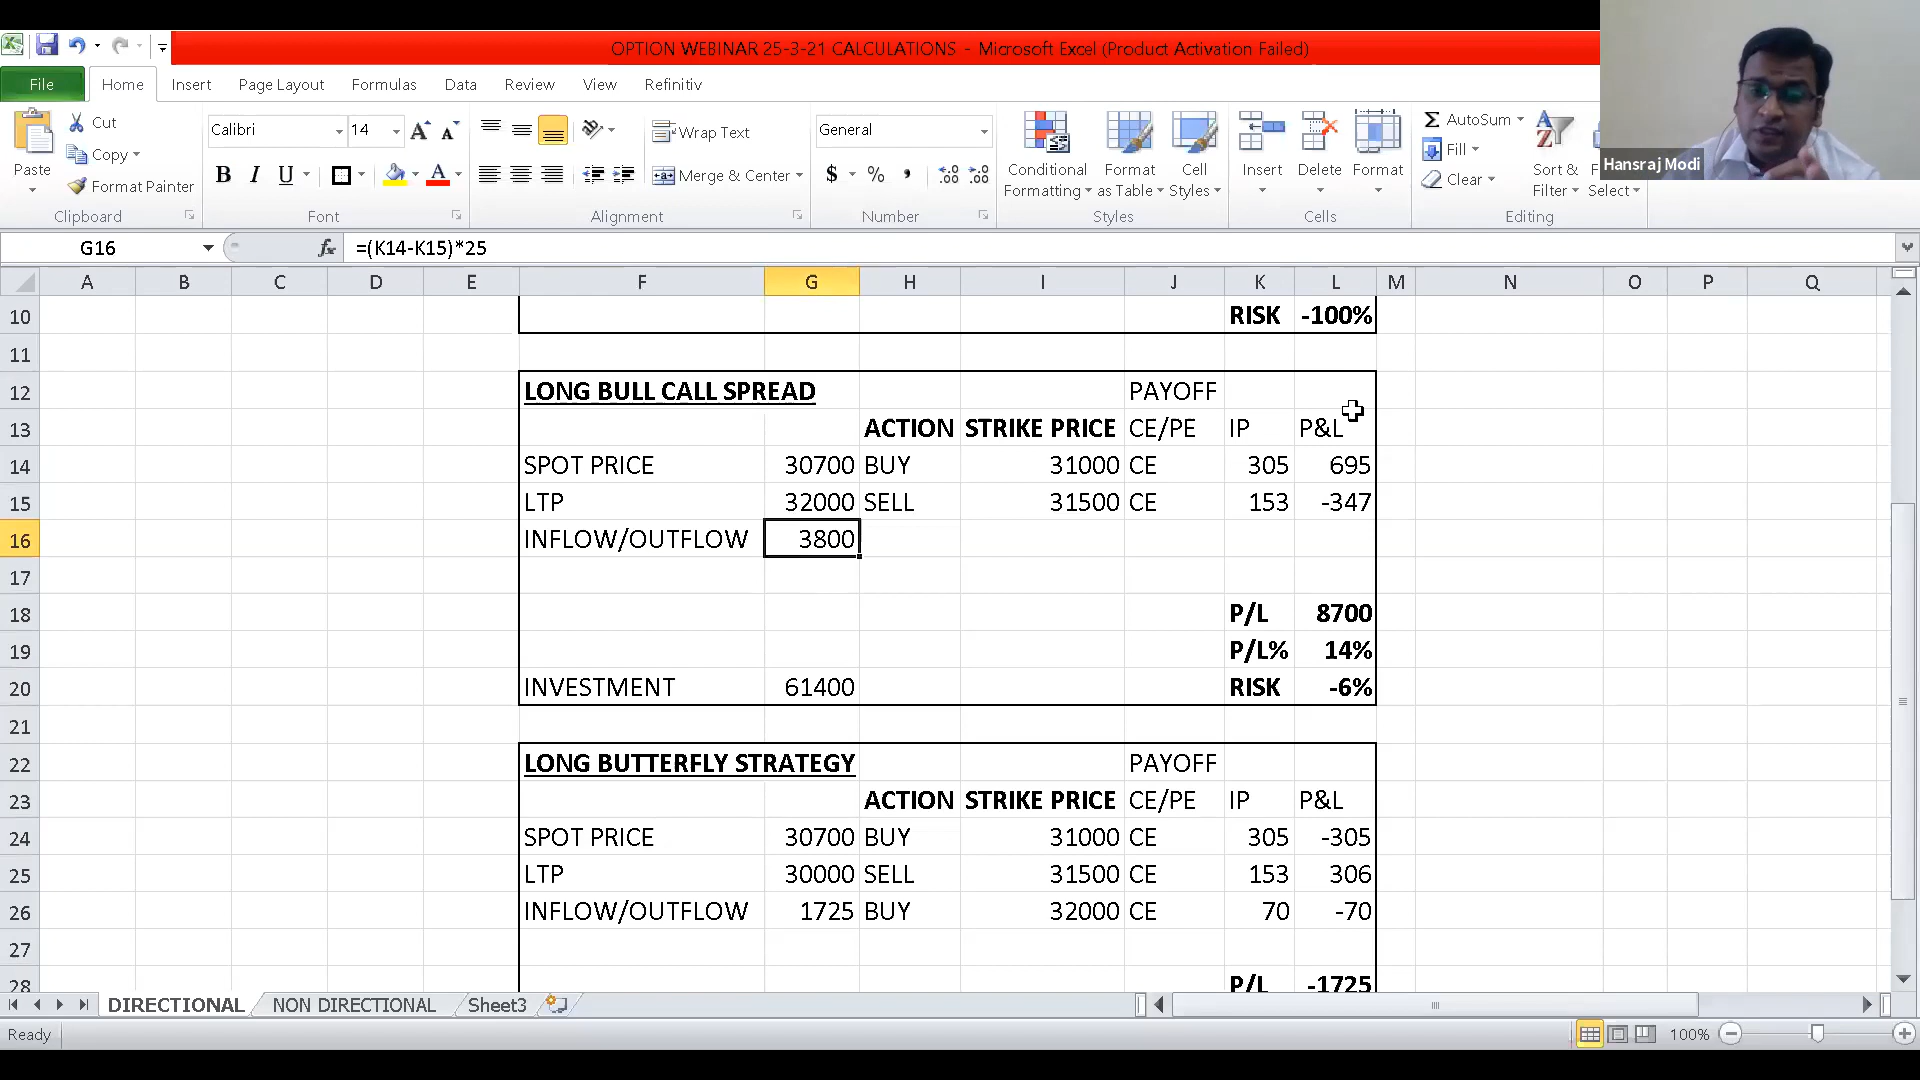 OPTION WEBINAR 25-3-21 CALCULATIONS - Microsoft Excel (Product Activation Failed)
File Home Insert Page Layout Formulas Data Review View Refinitiv
Paste Cut Copy Format Painter Clipboard
Calibri 14 A A B I U A Font
Wrap Text Merge & Center Alignment
General $ % , .00 .0 Number
Conditional Formatting Format as Table Cell Styles Styles
Insert Delete Format Cells
Σ AutoSum Fill Clear Sort & Filter Select Editing
Hansraj Modi
G16 fx =(K14-K15)*25
A B C D E F G H I J K L M N O P Q
10 RISK -100%
11
12 LONG BULL CALL SPREAD PAYOFF
13 ACTION STRIKE PRICE CE/PE IP P&L
14 SPOT PRICE 30700 BUY 31000 CE 305 695
15 LTP 32000 SELL 31500 CE 153 -347
16 INFLOW/OUTFLOW 3800
17
18 P/L 8700
19 P/L% 14%
20 INVESTMENT 61400 RISK -6%
21
22 LONG BUTTERFLY STRATEGY PAYOFF
23 ACTION STRIKE PRICE CE/PE IP P&L
24 SPOT PRICE 30700 BUY 31000 CE 305 -305
25 LTP 30000 SELL 31500 CE 153 306
26 INFLOW/OUTFLOW 1725 BUY 32000 CE 70 -70
27
28 P/L -1725
DIRECTIONAL NON DIRECTIONAL Sheet3
Ready 100%